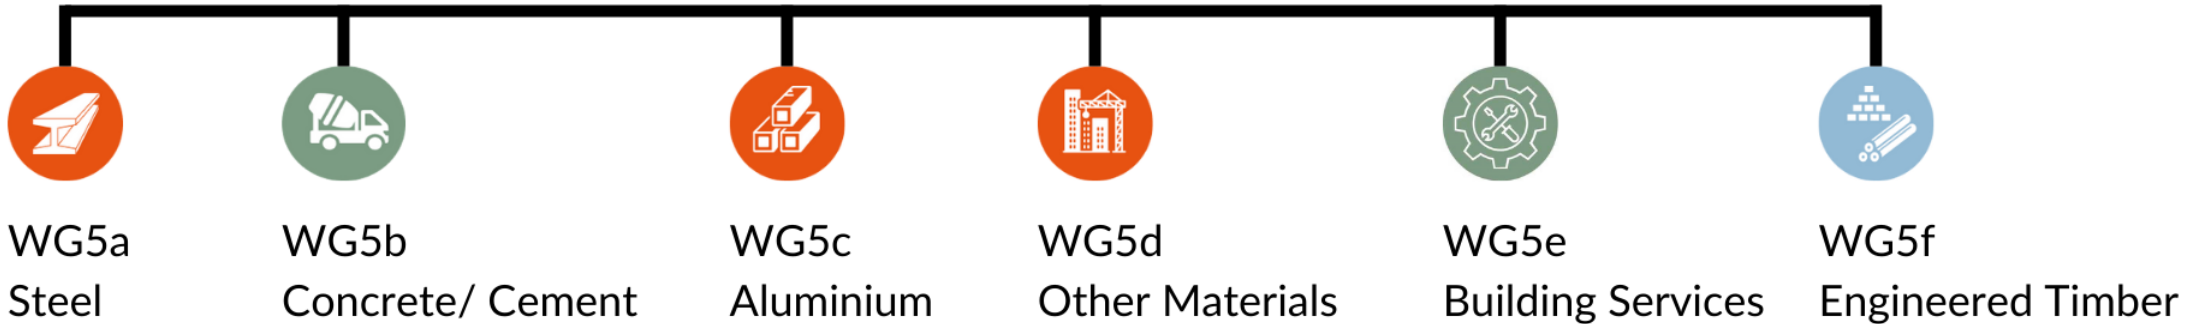 WG5a
Steel
WG5b
Concrete/ Cement
WG5c
Aluminium
WG5d
Other Materials
WG5e
Building Services
WG5f
Engineered Timber